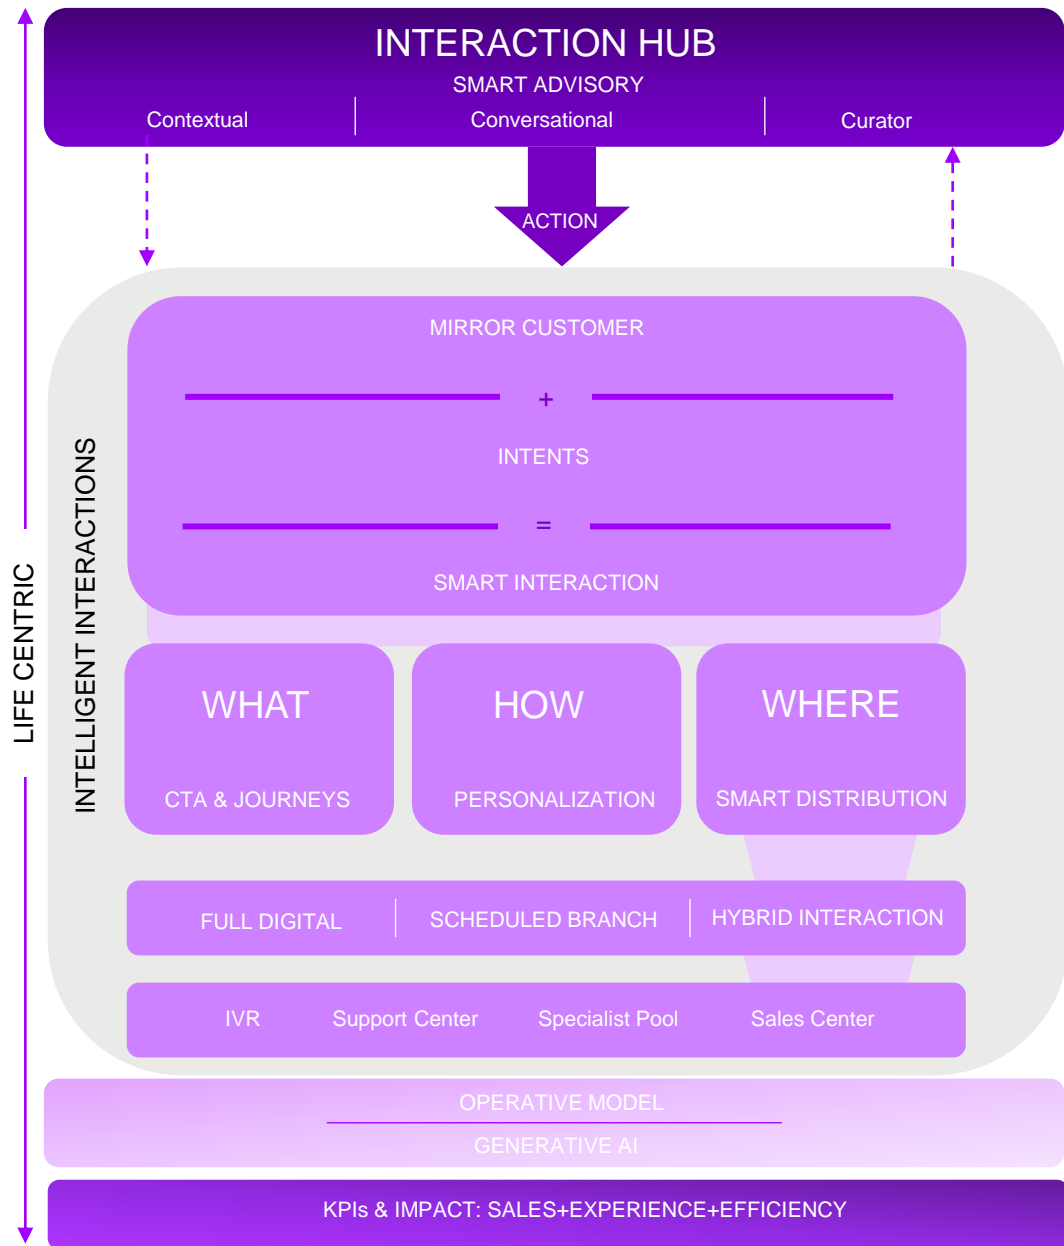 INTERACTION HUB
SMART ADVISORY
Contextual
Conversational
Curator
ACTION
LIFE CENTRIC
INTELLIGENT INTERACTIONS
MIRROR CUSTOMER
+
INTENTS
=
SMART INTERACTION
WHAT
HOW
WHERE
CTA & JOURNEYS
PERSONALIZATION
SMART DISTRIBUTION
FULL DIGITAL
SCHEDULED BRANCH
HYBRID INTERACTION
IVR
Support Center
Specialist Pool
Sales Center
OPERATIVE MODEL
GENERATIVE AI
KPIs & IMPACT: SALES+EXPERIENCE+EFFICIENCY